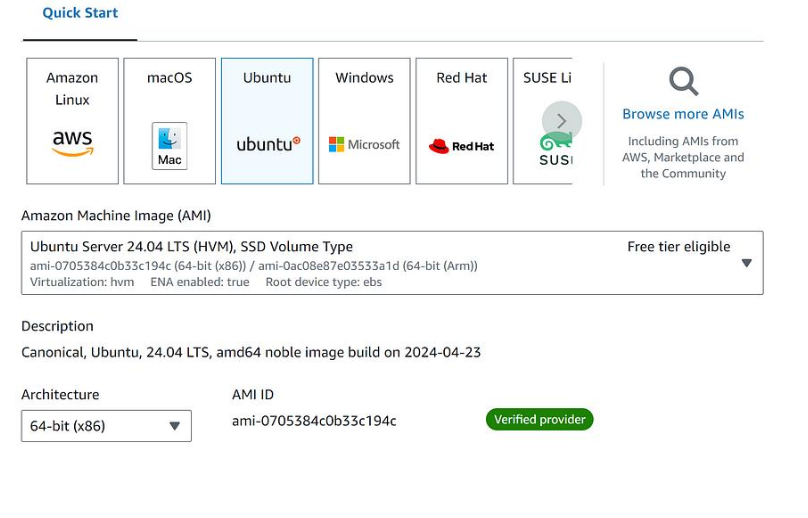 Quick Start
Amazon
Linux
aws
macOS
Mac
Ubuntu
ubuntu
Windows
Microsoft
Red Hat
Red Hat
SUSE Li
SUS
Browse more AMIs
Including AMIs from
AWS, Marketplace and
the Community
Amazon Machine Image (AMI)
Ubuntu Server 24.04 LTS (HVM), SSD Volume Type
Free tier eligible
ami-0705384c0b33c194c (64-bit (x86)) / ami-0ac08e87e03533a1d (64-bit (Arm))
Virtualization: hvm ENA enabled: true Root device type: ebs
Description
Canonical, Ubuntu, 24.04 LTS, amd64 noble image build on 2024-04-23
Architecture
64-bit (x86)
AMI ID
ami-0705384c0b33c194c
Verified provider